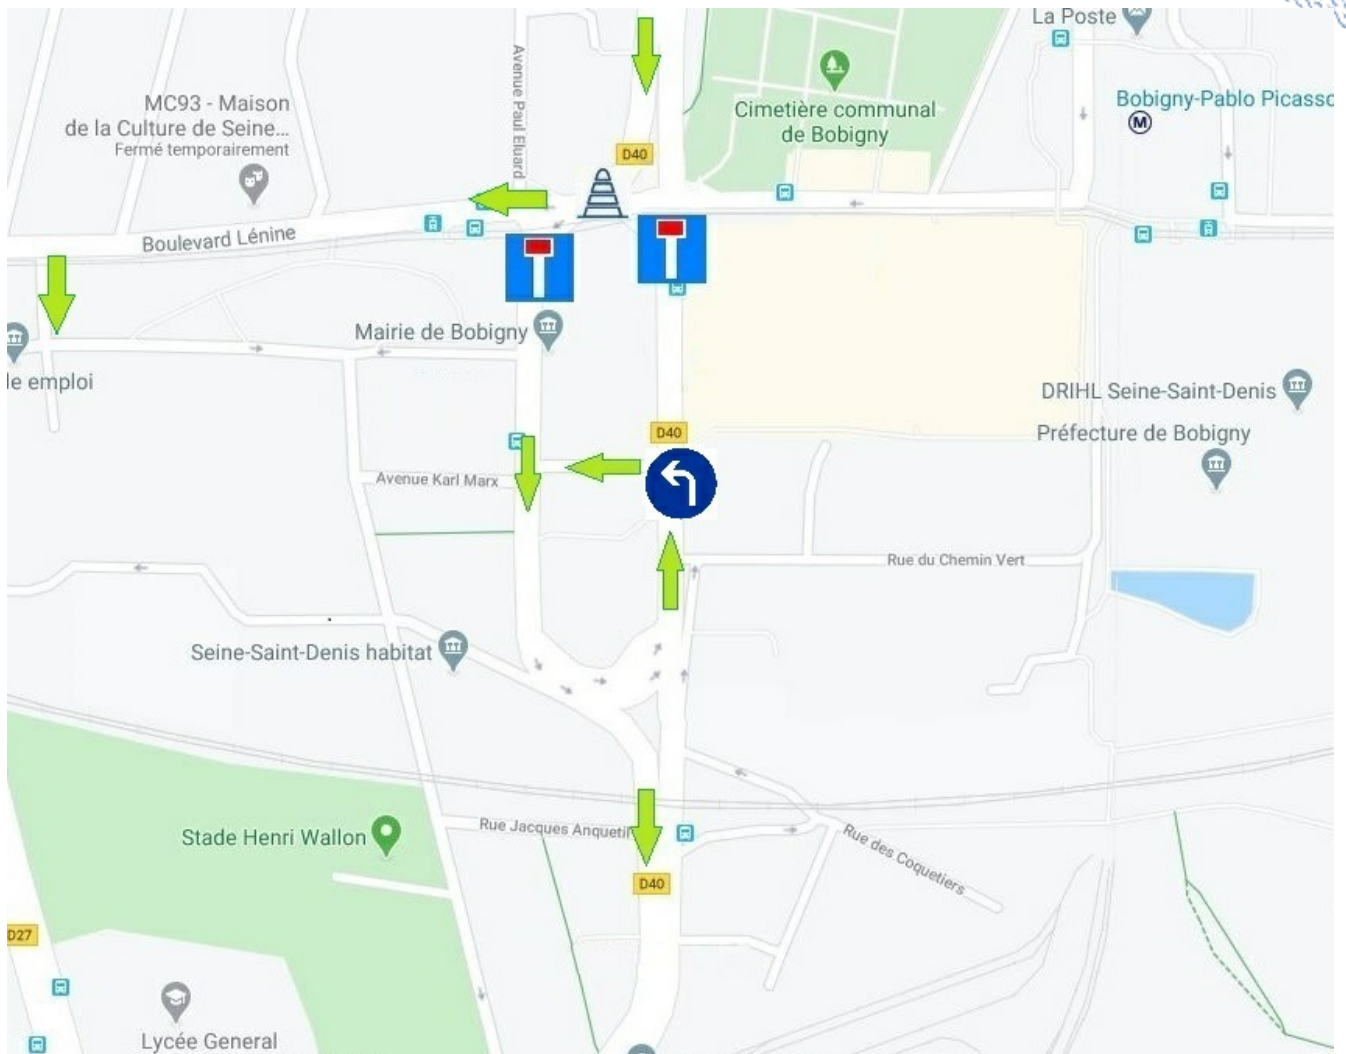 La Poste
Avenue Paul Eluard
MC93 - Maison
de la Culture de Seine...
Fermé temporairement
Cimetière communal
de Bobigny
Bobigny-Pablo Picasso
M
D40
Boulevard Lénine
Mairie de Bobigny
le emploi
DRIHL Seine-Saint-Denis
D40
Préfecture de Bobigny
Avenue Karl Marx
Rue du Chemin Vert
Seine-Saint-Denis habitat
Stade Henri Wallon
Rue Jacques Anquetil
Rue des Coquetiers
D40
D27
Lycée General